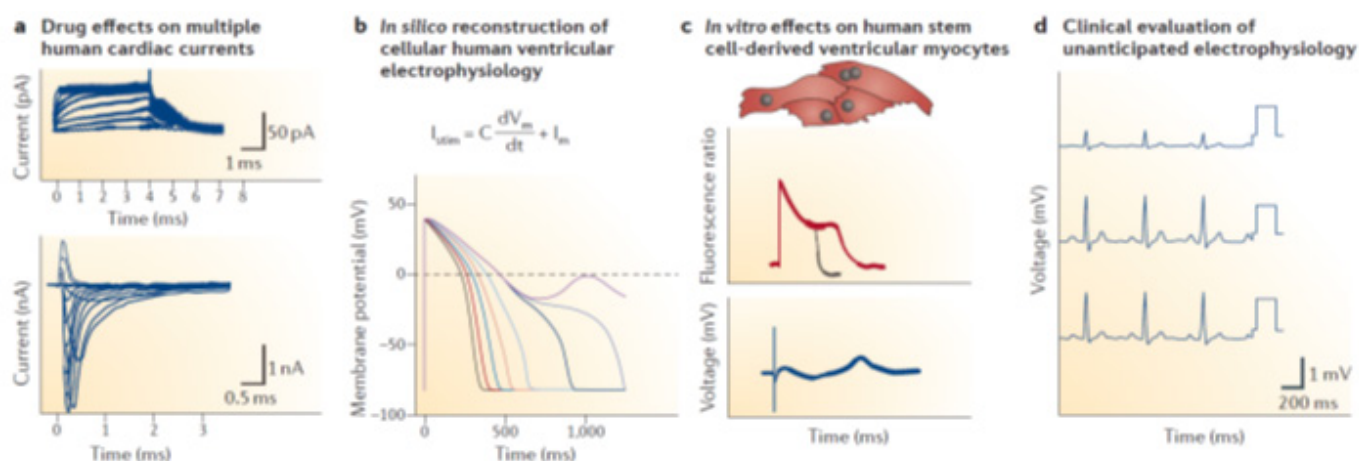 a Drug effects on multiple
human cardiac currents
Current (pA)
50 pA
1 ms
0 1 2 3 4 5 6 7 8
Time (ms)
Current (nA)
1 nA
0.5 ms
0 1 2 3
Time (ms)
b In silico reconstruction of
cellular human ventricular
electrophysiology
I_stim = C dV_m/dt + I_m
Membrane potential (mV)
50
0
−50
−100
0 500 1,000
Time (ms)
c In vitro effects on human stem
cell-derived ventricular myocytes
Fluorescence ratio
Voltage (mV)
Time (ms)
d Clinical evaluation of
unanticipated electrophysiology
Voltage (mV)
1 mV
200 ms
Time (ms)